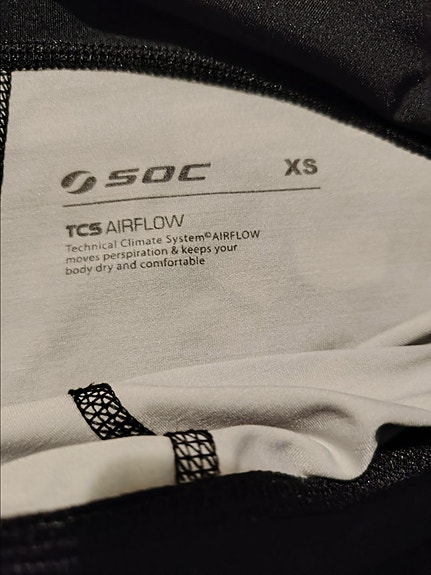 SOC XS
TCS AIRFLOW
Technical Climate System©AIRFLOW
moves perspiration & keeps your
body dry and comfortable